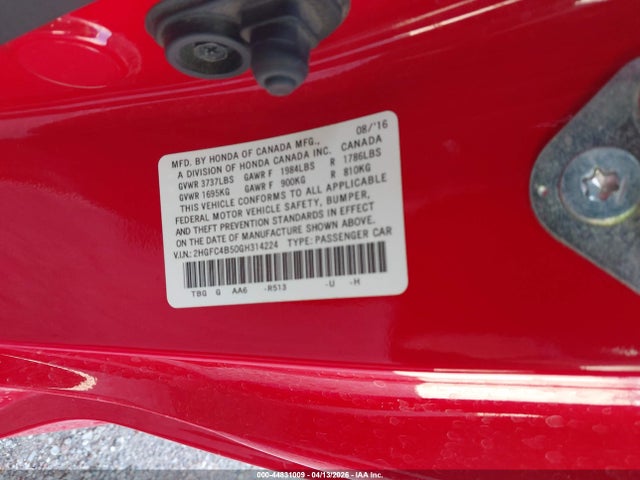 MFD. BY HONDA OF CANADA MFG., 08/'16
A DIVISION OF HONDA CANADA INC. CANADA
GVWR 3737LBS GAWR F 1984LBS R 1786LBS
GVWR 1695KG GAWR F 900KG R 810KG
THIS VEHICLE CONFORMS TO ALL APPLICABLE
FEDERAL MOTOR VEHICLE SAFETY, BUMPER,
AND THEFT PREVENTION STANDARDS IN EFFECT
ON THE DATE OF MANUFACTURE SHOWN ABOVE.
V.I.N.: 2HGFC4B50GH314224 TYPE: PASSENGER CAR
TBG G AA6 -R513 -U -H
000-44831009 - 04/13/2026 - IAA Inc.